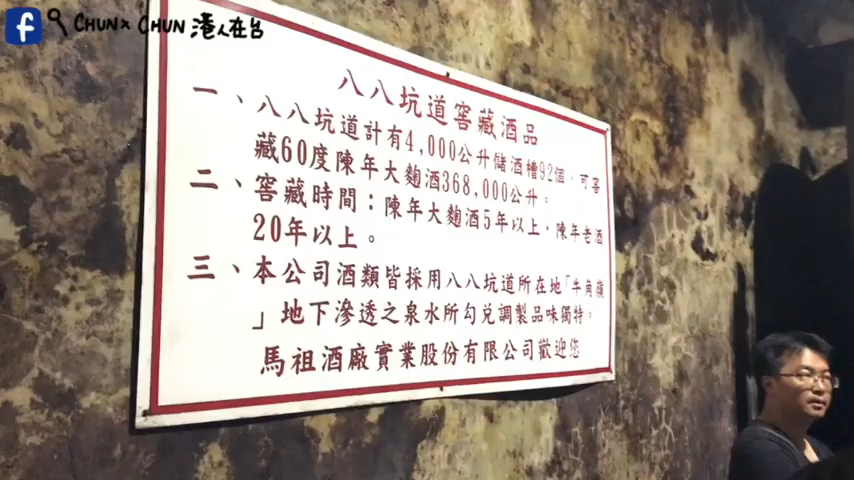 CHUN x CHUN 港人在台
八八坑道窖藏酒品
一、八八坑道計有4,000公升儲酒槽92個，可窖
藏60度陳年大麴酒368,000公升。
二、窖藏時間：陳年大麴酒5年以上，陳年老酒
20年以上。
三、本公司酒類皆採用八八坑道所在地「牛角嶺
」地下滲透之泉水所勾兌調製品味獨特。
馬祖酒廠實業股份有限公司歡迎您